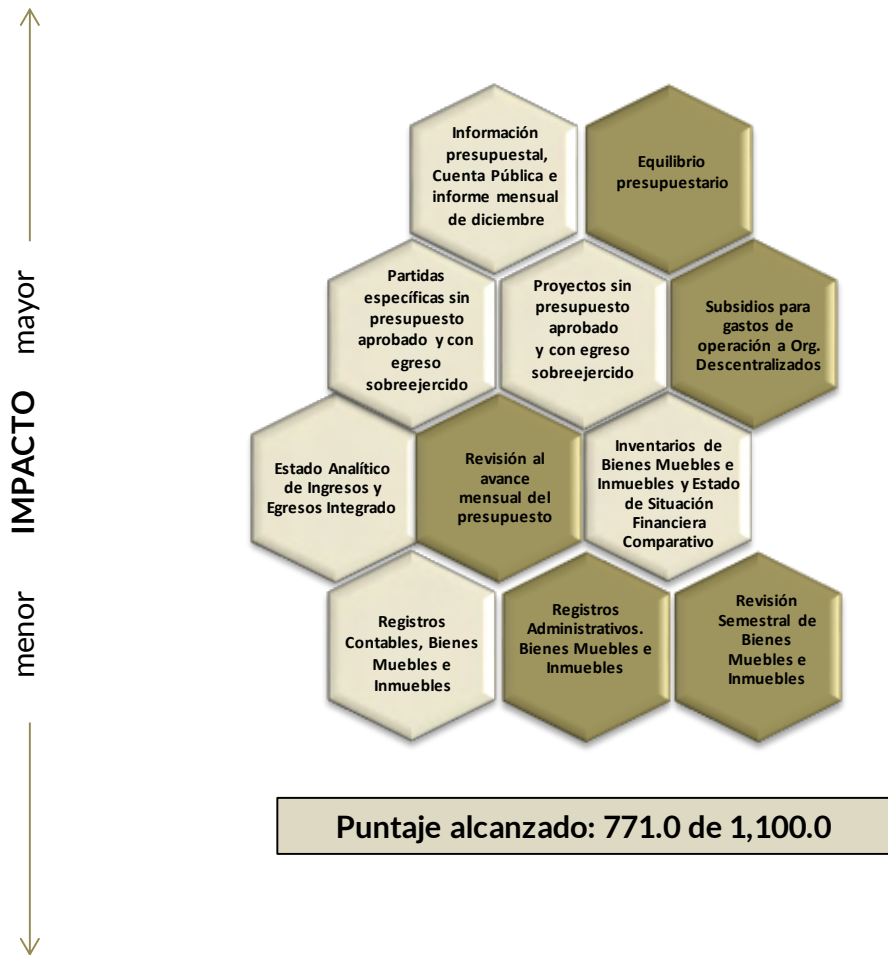 mayor
IMPACTO
menor
Información
presupuestal,
Cuenta Pública e
informe mensual
de diciembre
Equilibrio
presupuestario
Partidas
específicas sin
presupuesto
aprobado y con
egreso
sobreejercido
Proyectos sin
presupuesto
aprobado
y con egreso
sobreejercido
Subsidios para
gastos de
operación a Org.
Descentralizados
Estado Analítico
de Ingresos y
Egresos Integrado
Revisión al
avance
mensual del
presupuesto
Inventarios de
Bienes Muebles e
Inmuebles y Estado
de Situación
Financiera
Comparativo
Registros
Contables, Bienes
Muebles e
Inmuebles
Registros
Administrativos.
Bienes Muebles e
Inmuebles
Revisión
Semestral de
Bienes
Muebles e
Inmuebles
Puntaje alcanzado: 771.0 de 1,100.0